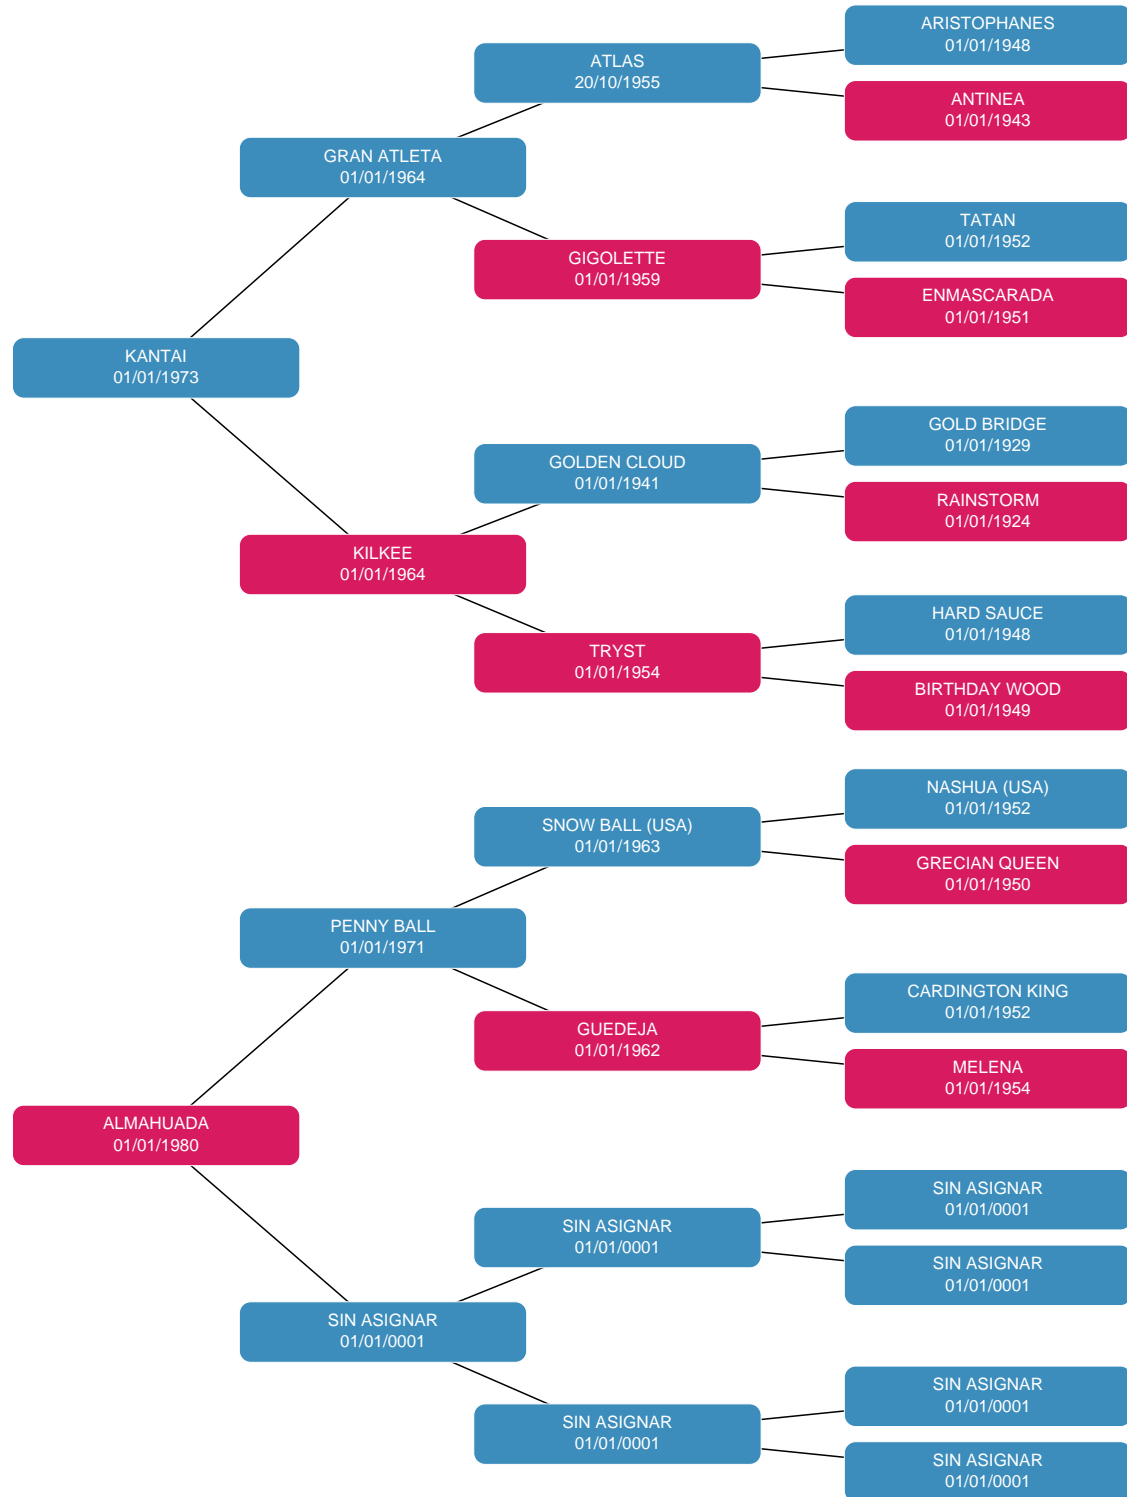 ARISTOPHANES
01/01/1948
ATLAS
20/10/1955
ANTINEA
01/01/1943
GRAN ATLETA
01/01/1964
TATAN
01/01/1952
GIGOLETTE
01/01/1959
ENMASCARADA
01/01/1951
KANTAI
01/01/1973
GOLD BRIDGE
01/01/1929
GOLDEN CLOUD
01/01/1941
RAINSTORM
01/01/1924
KILKEE
01/01/1964
HARD SAUCE
01/01/1948
TRYST
01/01/1954
BIRTHDAY WOOD
01/01/1949
NASHUA (USA)
01/01/1952
SNOW BALL (USA)
01/01/1963
GRECIAN QUEEN
01/01/1950
PENNY BALL
01/01/1971
CARDINGTON KING
01/01/1952
GUEDEJA
01/01/1962
MELENA
01/01/1954
ALMAHUADA
01/01/1980
SIN ASIGNAR
01/01/0001
SIN ASIGNAR
01/01/0001
SIN ASIGNAR
01/01/0001
SIN ASIGNAR
01/01/0001
SIN ASIGNAR
01/01/0001
SIN ASIGNAR
01/01/0001
SIN ASIGNAR
01/01/0001